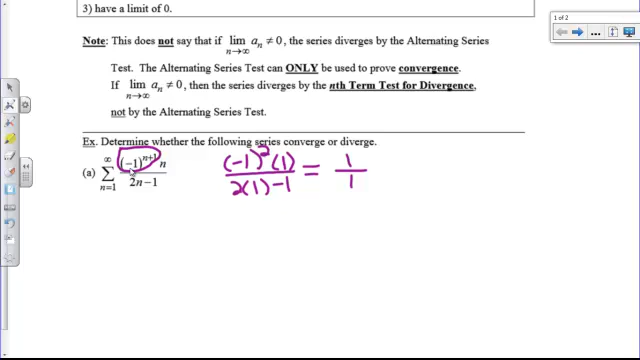 1 of 2
3) have a limit of 0.
Note: This does not say that if lim n→∞ aₙ ≠ 0, the series diverges by the Alternating Series
Test. The Alternating Series Test can ONLY be used to prove convergence.
If lim n→∞ aₙ ≠ 0, then the series diverges by the nth Term Test for Divergence,
not by the Alternating Series Test.
Ex. Determine whether the following series converge or diverge.
(a) ∑ n=1 ∞ (−1)ⁿ⁺¹ n / 2n−1
(-1)² (1) / 2(1) -1 = 1 / 1